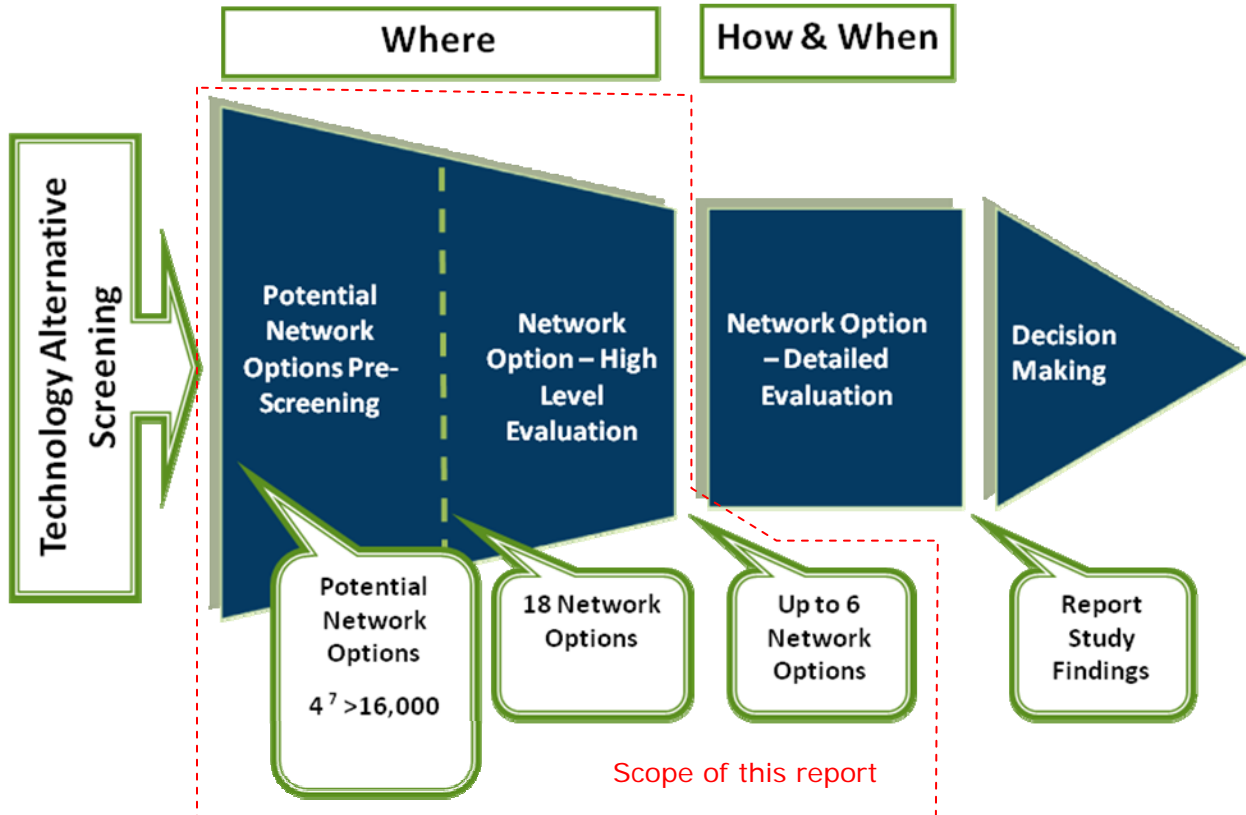 Where
How & When
Technology Alternative
Screening
Potential
Network
Options Pre-
Screening
Network
Option – High
Level
Evaluation
Network Option
– Detailed
Evaluation
Decision
Making
Potential
Network
Options
4⁷ >16,000
18 Network
Options
Up to 6
Network
Options
Report
Study
Findings
Scope of this report